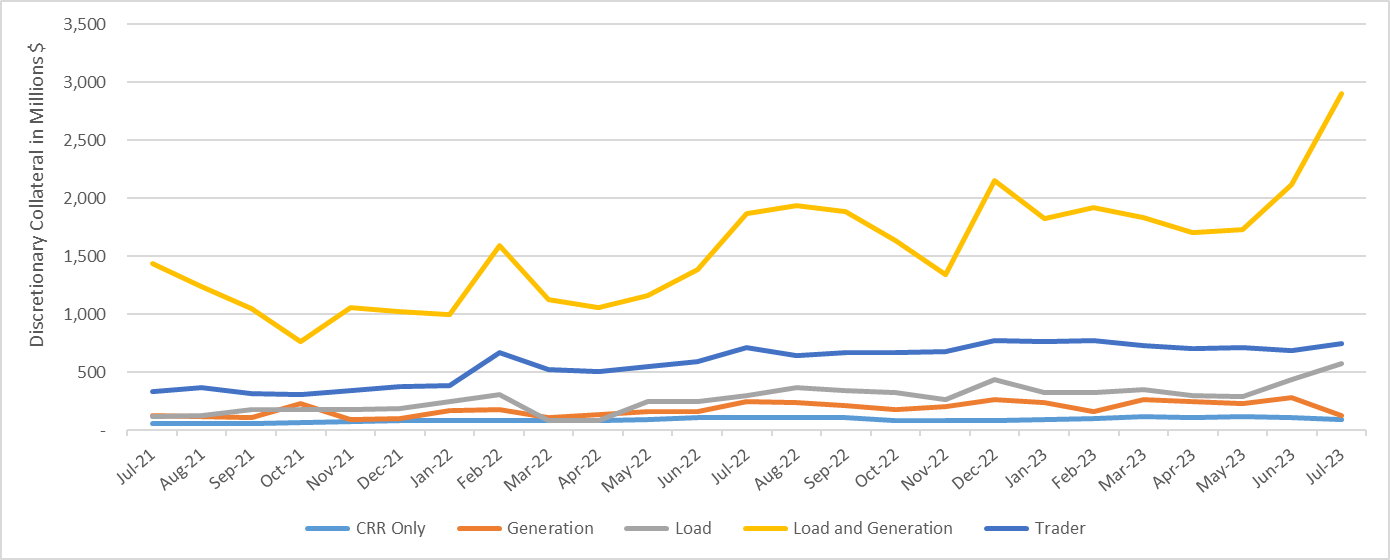 Discretionary Collateral in Millions $
3,500
3,000
2,500
2,000
1,500
1,000
500
-
Jul-21
Aug-21
Sep-21
Oct-21
Nov-21
Dec-21
Jan-22
Feb-22
Mar-22
Apr-22
May-22
Jun-22
Jul-22
Aug-22
Sep-22
Oct-22
Nov-22
Dec-22
Jan-23
Feb-23
Mar-23
Apr-23
May-23
Jun-23
Jul-23
CRR Only
Generation
Load
Load and Generation
Trader